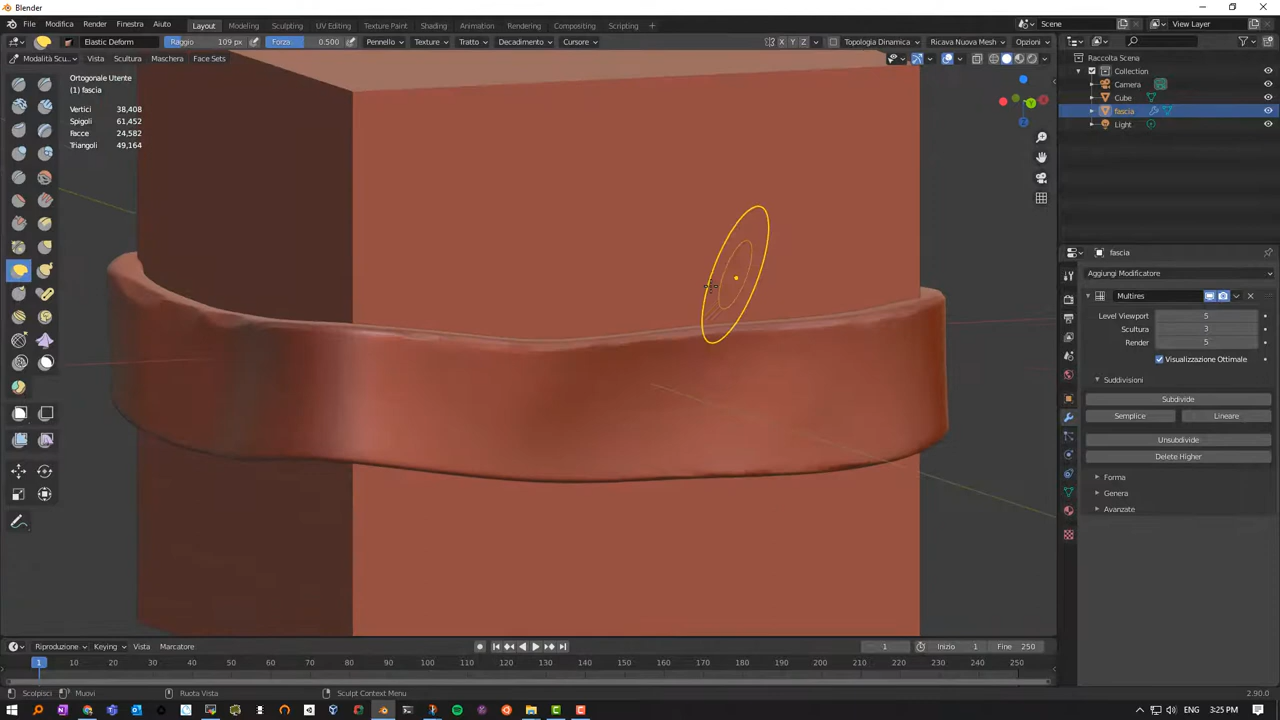 Blender
File Modifica Render Finestra Aiuto Layout Modeling Sculpting UV Editing Texture Paint Shading Animation Rendering Compositing Scripting + Scene View Layer
Elastic Deform Raggio 109 px Forza 0.500 Pennello Texture Tratto Decadimento Cursore X Y Z Topologia Dinamica Ricava Nuova Mesh Opzioni
Modalità Scu... Vista Scultura Maschera Face Sets
Raccolta Scena
Collection
Camera
Cube
fascia
Light
Ortogonale Utente
(1) fascia
Vertici 38,408
Spigoli 61,452
Facce 24,582
Triangoli 49,164
Y
Z
fascia
Aggiungi Modificatore
Multires
Level Viewport 5
Scultura 3
Render 5
Visualizzazione Ottimale
Suddivisioni
Subdivide
Semplice Lineare
Unsubdivide
Delete Higher
Forma
Genera
Avanzate
Riproduzione Keying Vista Marcatore 1 Inizio 1 Fine 250
1 10 20 30 40 50 60 70 80 90 100 110 120 130 140 150 160 170 180 190 200 210 220 230 240 250
Scolpisci Muovi Ruota Vista Sculpt Context Menu 2.90.0
ENG 3:25 PM